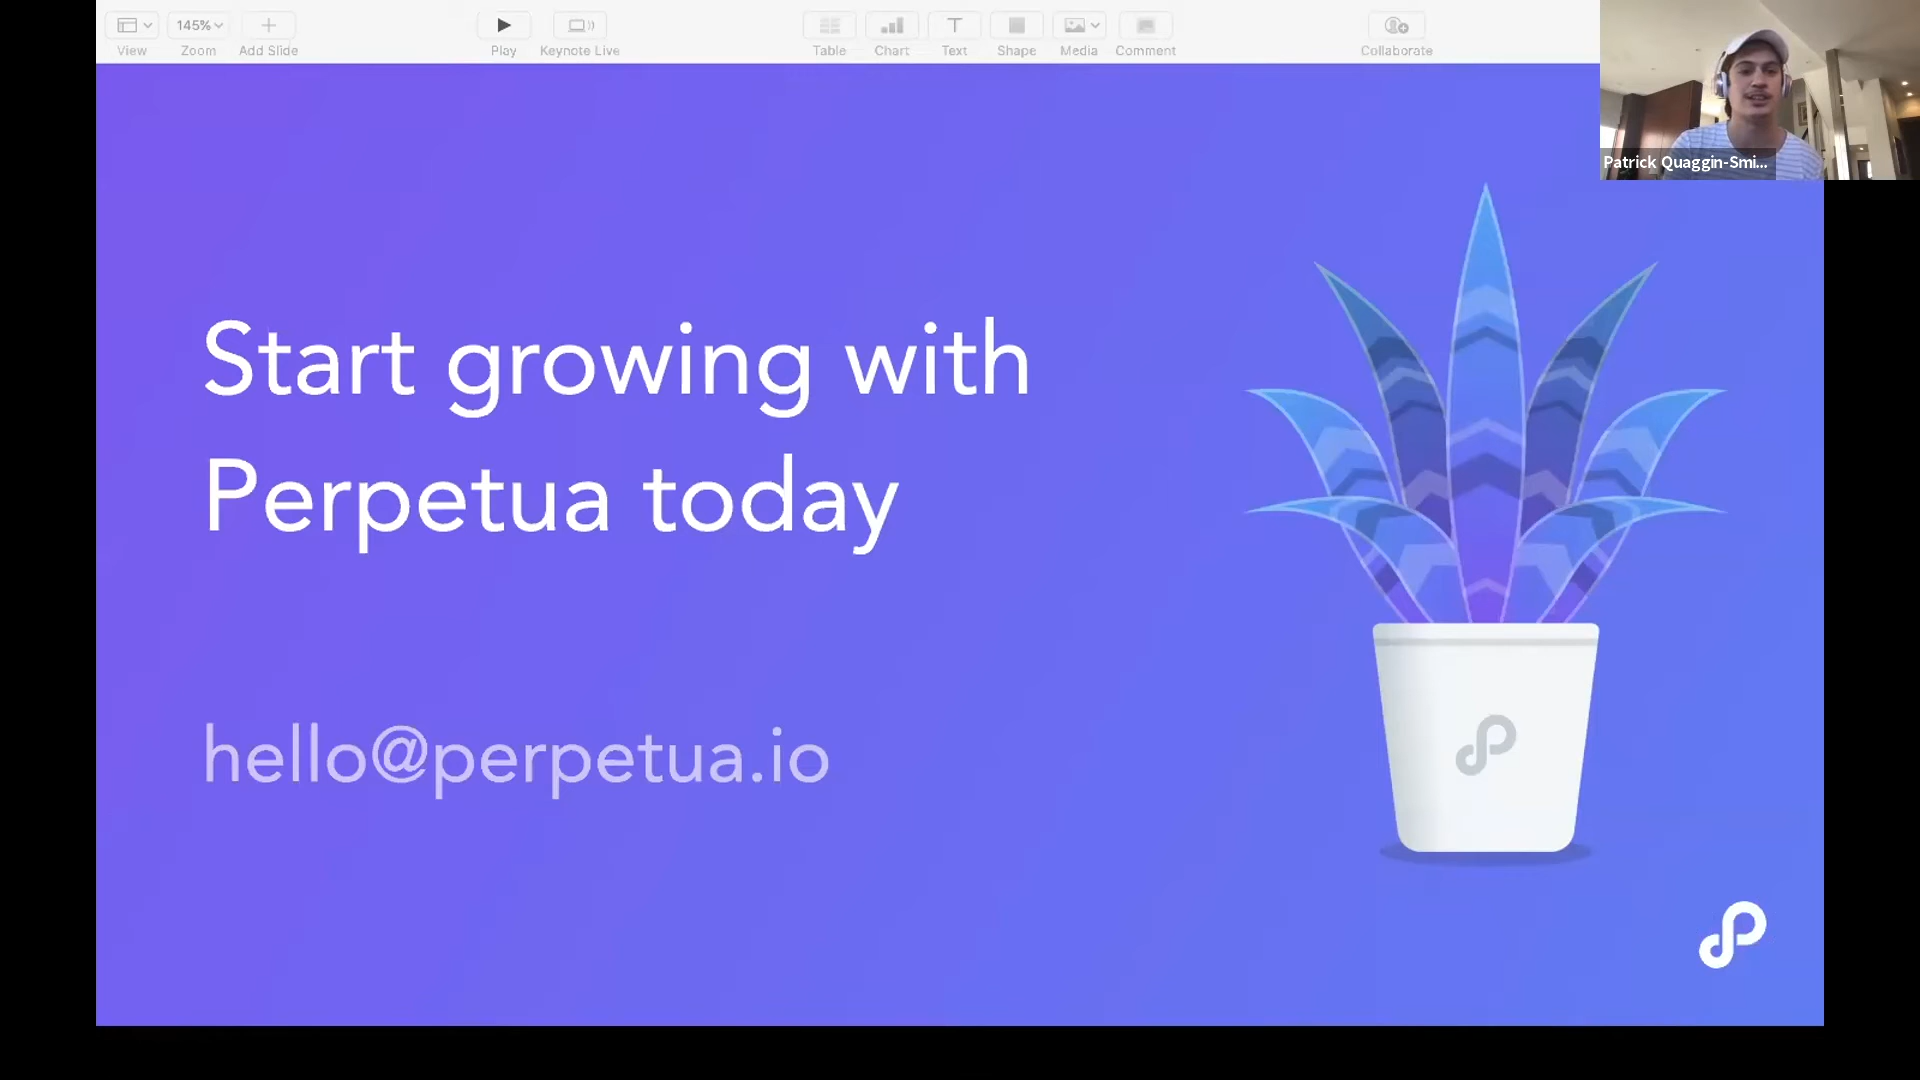 145%
View
Zoom
Add Slide
Play
Keynote Live
Table
Chart
Text
Shape
Media
Comment
Collaborate
Patrick Quaggin-Smi...
Start growing with
Perpetua today
hello@perpetua.io